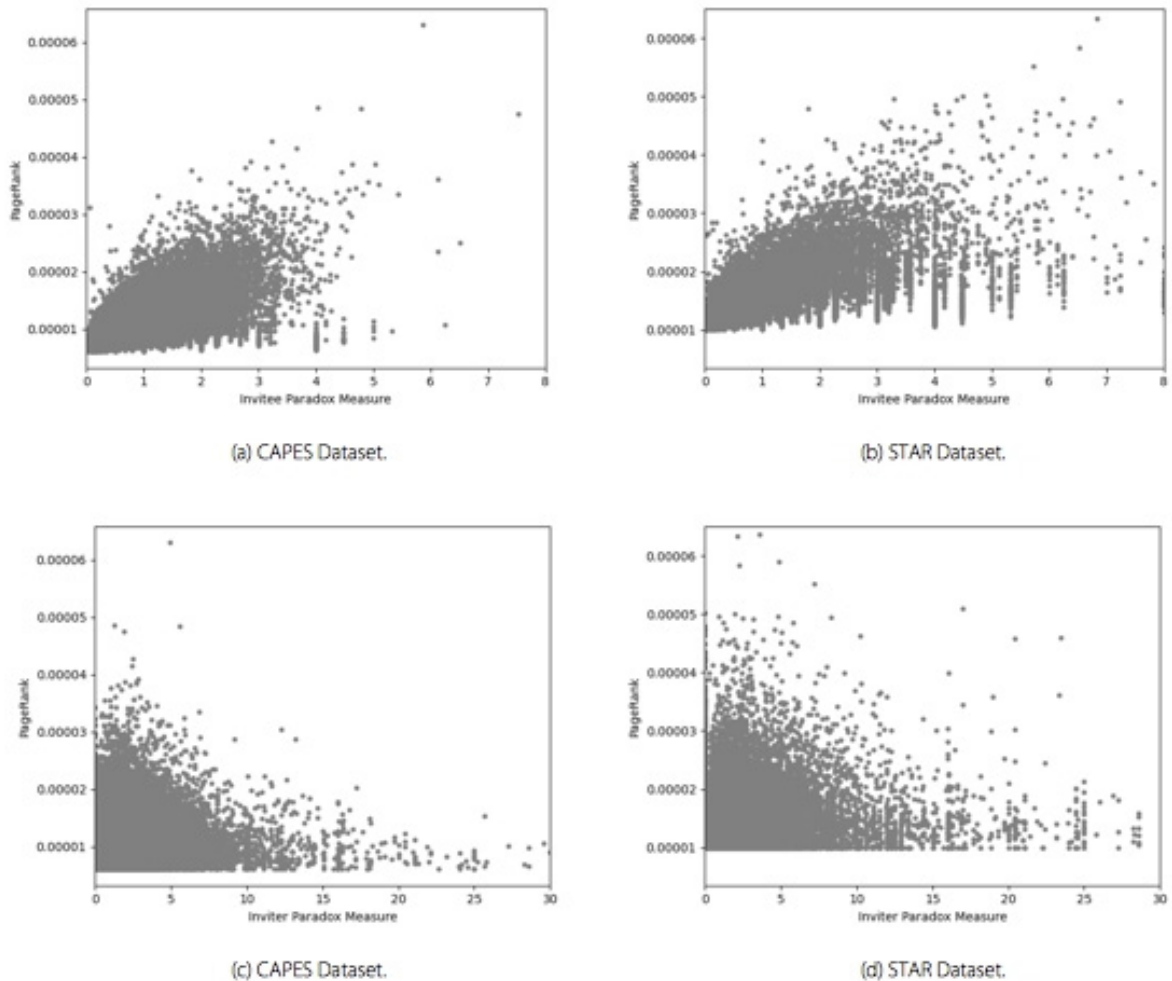 0.00006
0.00005
0.00004
0.00003
0.00002
0.00001
PageRank
0 1 2 3 4 5 6 7 8
Invitee Paradox Measure
(a) CAPES Dataset.
0.00006
0.00005
0.00004
0.00003
0.00002
0.00001
PageRank
0 1 2 3 4 5 6 7 8
Invitee Paradox Measure
(b) STAR Dataset.
0.00006
0.00005
0.00004
0.00003
0.00002
0.00001
PageRank
0 5 10 15 20 25 30
Inviter Paradox Measure
(c) CAPES Dataset.
0.00006
0.00005
0.00004
0.00003
0.00002
0.00001
PageRank
0 5 10 15 20 25 30
Inviter Paradox Measure
(d) STAR Dataset.